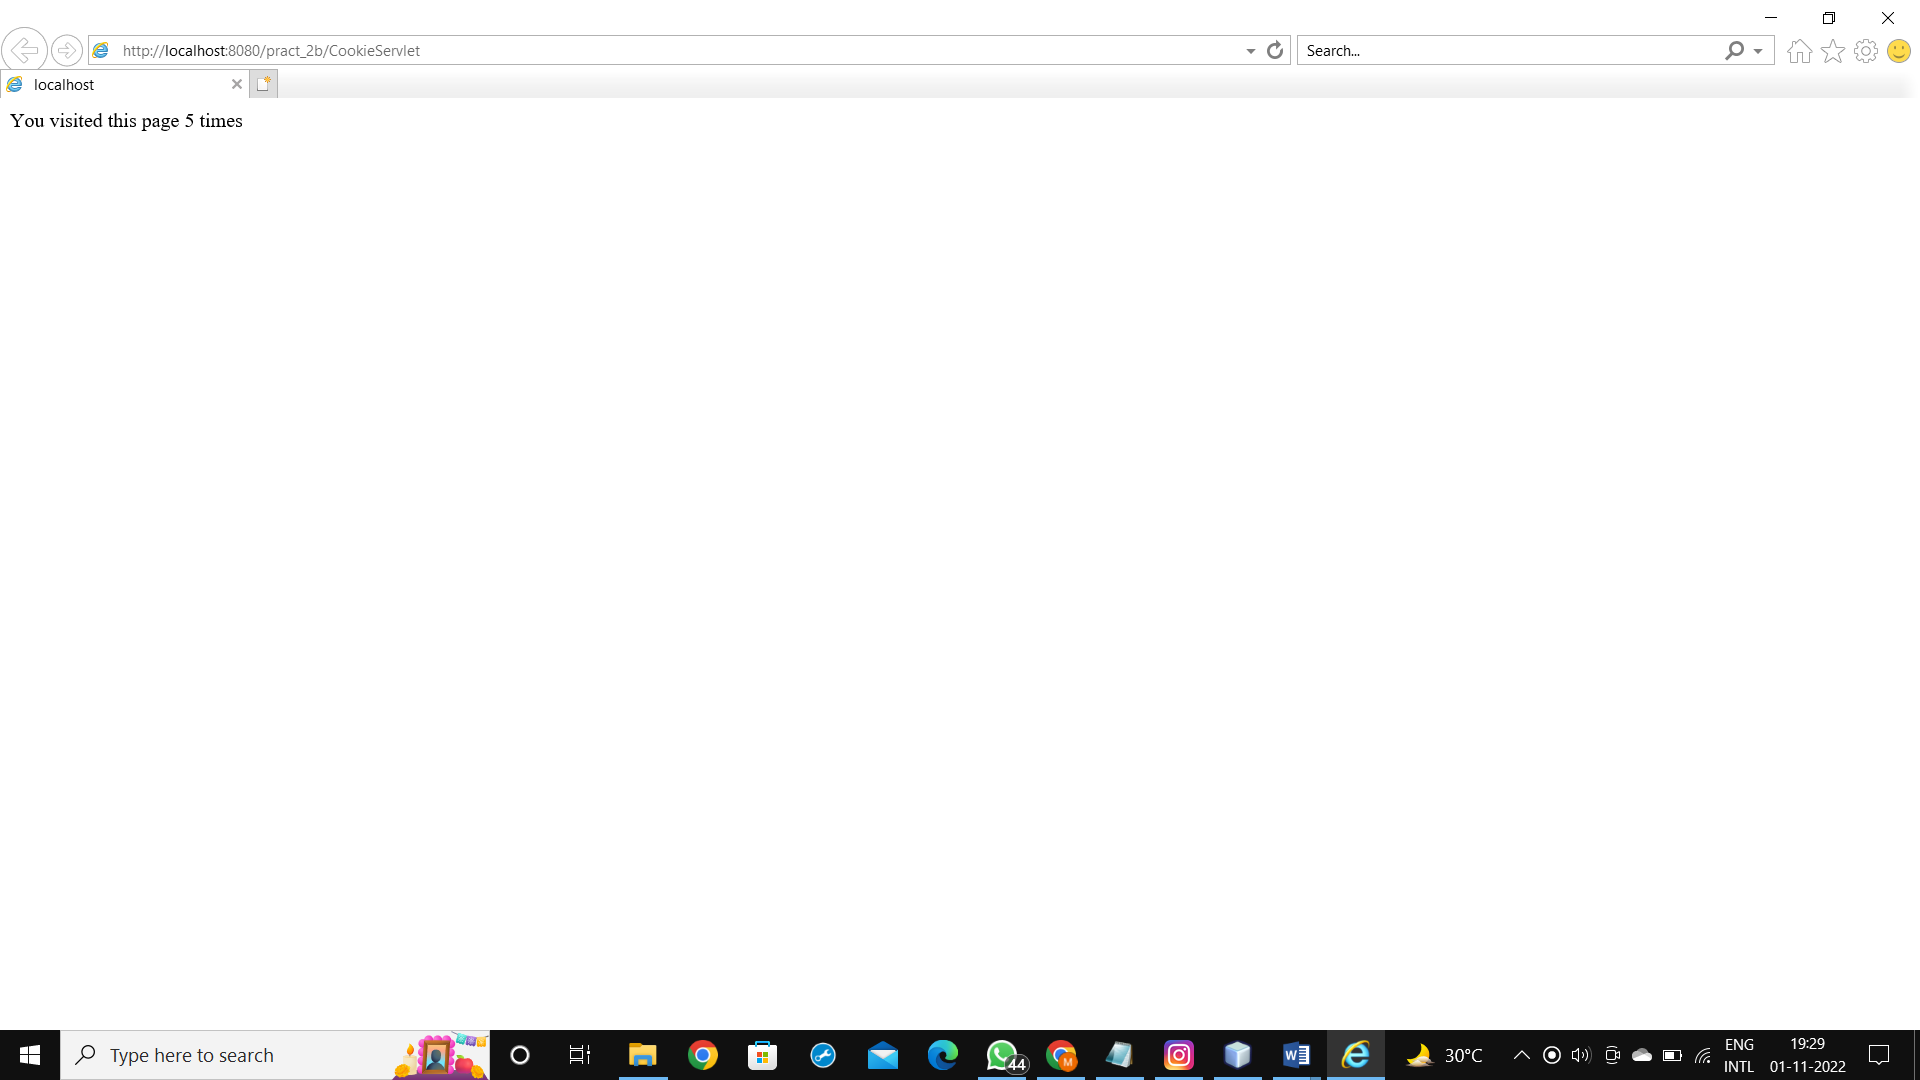 http://localhost:8080/pract_2b/CookieServlet
Search...
localhost
You visited this page 5 times
Type here to search
44
M
W
30°C
ENG
INTL
19:29
01-11-2022